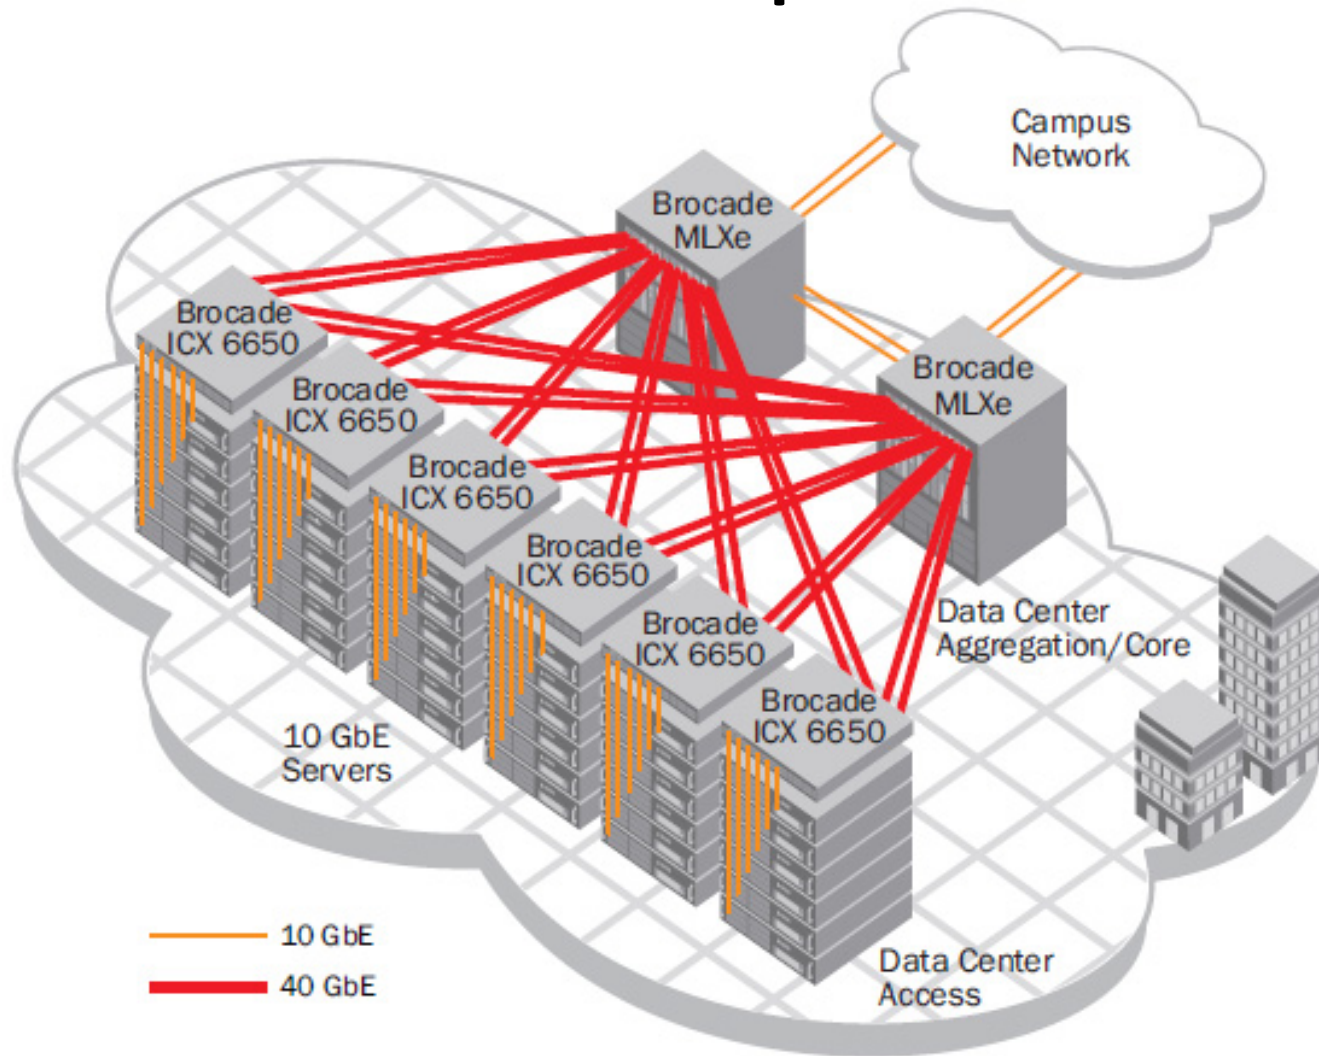 Campus
Network
Brocade
MLXe
Brocade
MLXe
Brocade
ICX 6650
Brocade
ICX 6650
Brocade
ICX 6650
Brocade
ICX 6650
Brocade
ICX 6650
Brocade
ICX 6650
Data Center
Aggregation/Core
10 GbE
Servers
10 GbE
40 GbE
Data Center
Access